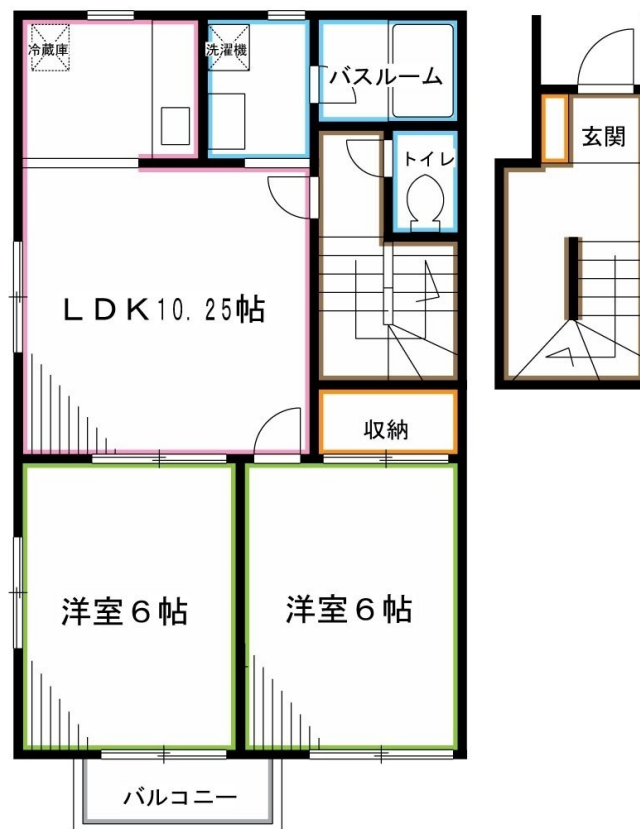 冷蔵庫
洗濯機
バスルーム
トイレ
玄関
LDK10.25帖
収納
洋室6帖
洋室6帖
バルコニー